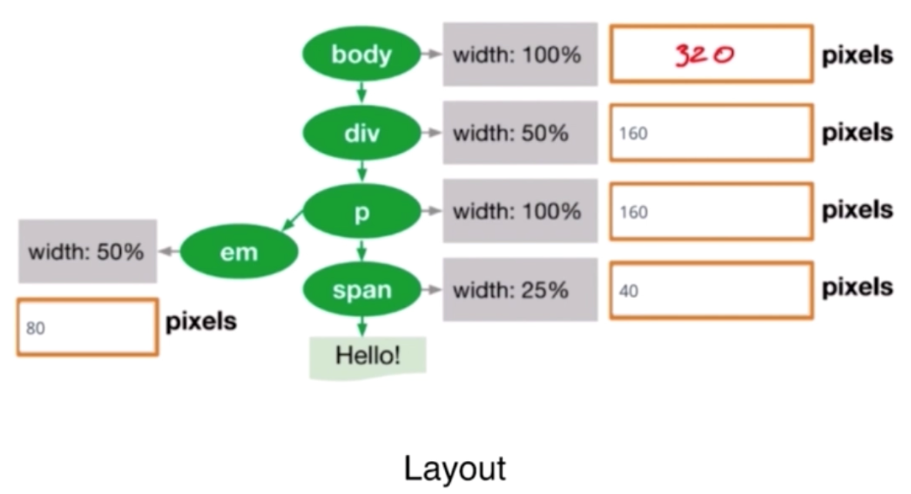 body width: 100% 320 pixels
div width: 50% 160 pixels
p width: 100% 160 pixels
width: 50% em
span width: 25% 40 pixels
80 pixels
Hello!
Layout